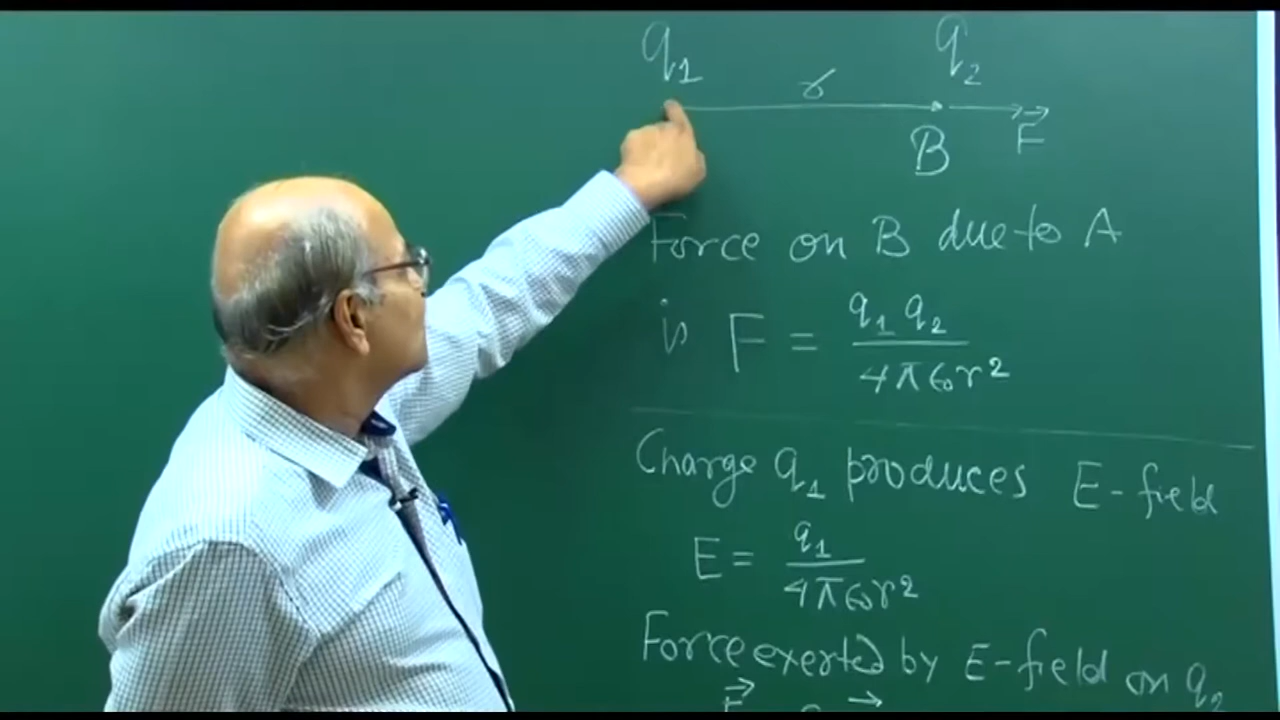 q₁ r q₂
B F⃗
Force on B due to A
is F = q₁ q₂ / 4πϵ₀r²
Charge q₁ produces E-field
E = q₁ / 4πϵ₀r²
Force exerted by E-field on q₂